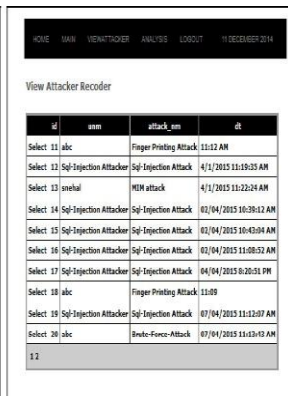 HOME MAIN VIEWATTACKER ANALYSIS LOGOUT 11 DECEMBER 2014
View Attacker Recoder
id unm attack_nm dt
Select 11 abc Finger Printing Attack 11:12 AM
Select 12 Sql-Injection Attacker Sql-Injection Attack 4/1/2015 11:19:35 AM
Select 13 snehal MIM attack 4/1/2015 11:22:24 AM
Select 14 Sql-Injection Attacker Sql-Injection Attack 02/04/2015 10:39:12 AM
Select 15 Sql-Injection Attacker Sql-Injection Attack 02/04/2015 10:43:04 AM
Select 16 Sql-Injection Attacker Sql-Injection Attack 02/04/2015 11:08:52 AM
Select 17 Sql-Injection Attacker Sql-Injection Attack 04/04/2015 8:20:51 PM
Select 18 abc Finger Printing Attack 11:09
Select 19 Sql-Injection Attacker Sql-Injection Attack 07/04/2015 11:12:07 AM
Select 20 abc Brute-Force-Attack 07/04/2015 11:13:43 AM
1 2